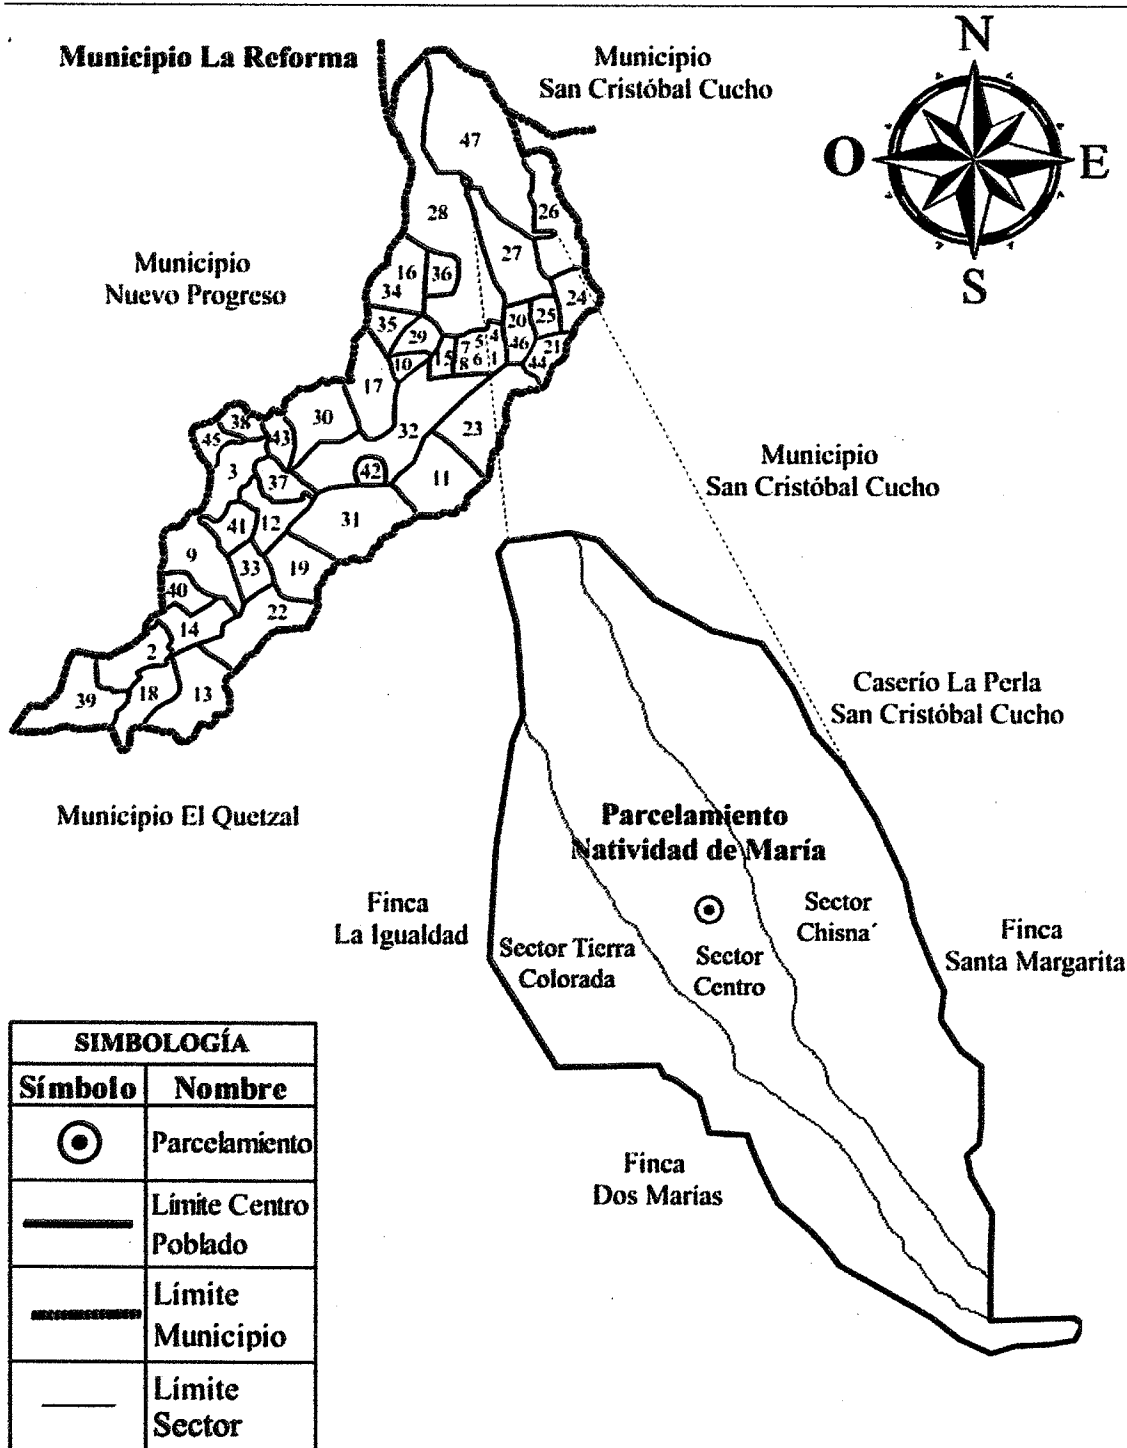 Municipio La Reforma
Municipio
San Cristóbal Cucho
N
O
E
S
47
28
26
27
16
36
34
24
35
29
20
25
7
5
4
10
15
46
21
8
6
1
44
17
30
32
23
38
45
43
3
37
42
11
41
12
31
9
33
19
40
22
14
2
39
18
13
Municipio
Nuevo Progreso
Municipio
San Cristóbal Cucho
Caserío La Perla
San Cristóbal Cucho
Municipio El Quetzal
Parcelamiento
Natividad de María
Finca
La Igualdad
Sector Tierra
Colorada
Sector
Centro
Sector
Chisna´
Finca
Santa Margarita
Finca
Dos Marías
SIMBOLOGÍA
Símbolo Nombre
Parcelamiento
Límite Centro
Poblado
Límite
Municipio
Límite
Sector